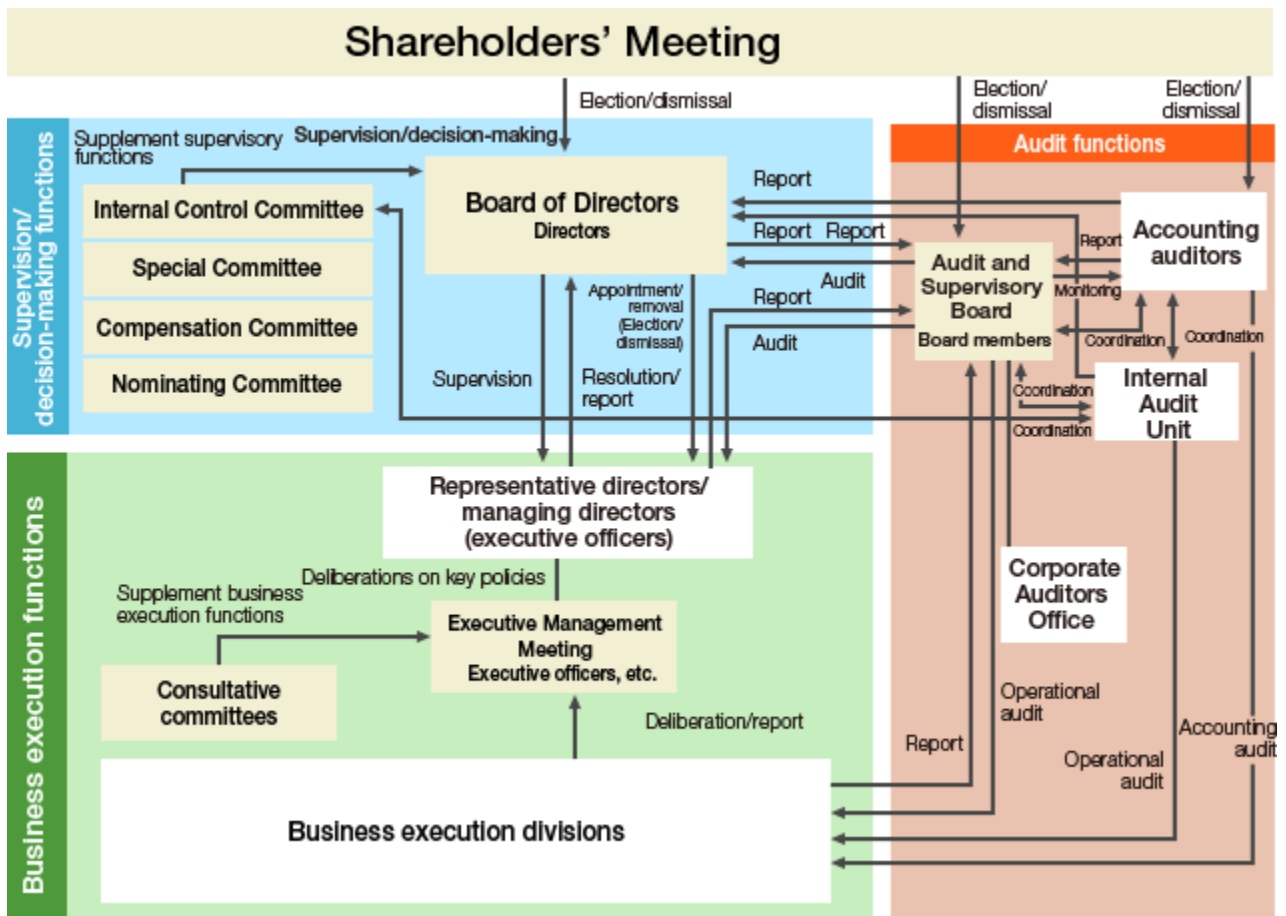 Shareholders’ Meeting
Election/dismissal
Election/
dismissal
Election/
dismissal
Supervision/
decision-making functions
Supplement supervisory
functions
Supervision/decision-making
Internal Control Committee
Special Committee
Compensation Committee
Nominating Committee
Board of Directors
Directors
Report
Report
Report
Audit
Report
Audit
Appointment/
removal
(Election/
dismissal)
Supervision
Resolution/
report
Audit functions
Accounting
auditors
Report
Monitoring
Audit and
Supervisory
Board
Board members
Coordination
Coordination
Internal
Audit
Unit
Coordination
Coordination
Corporate
Auditors
Office
Business execution functions
Representative directors/
managing directors
(executive officers)
Deliberations on key policies
Supplement business
execution functions
Executive Management
Meeting
Executive officers, etc.
Consultative
committees
Deliberation/report
Business execution divisions
Report
Operational
audit
Operational
audit
Accounting
audit